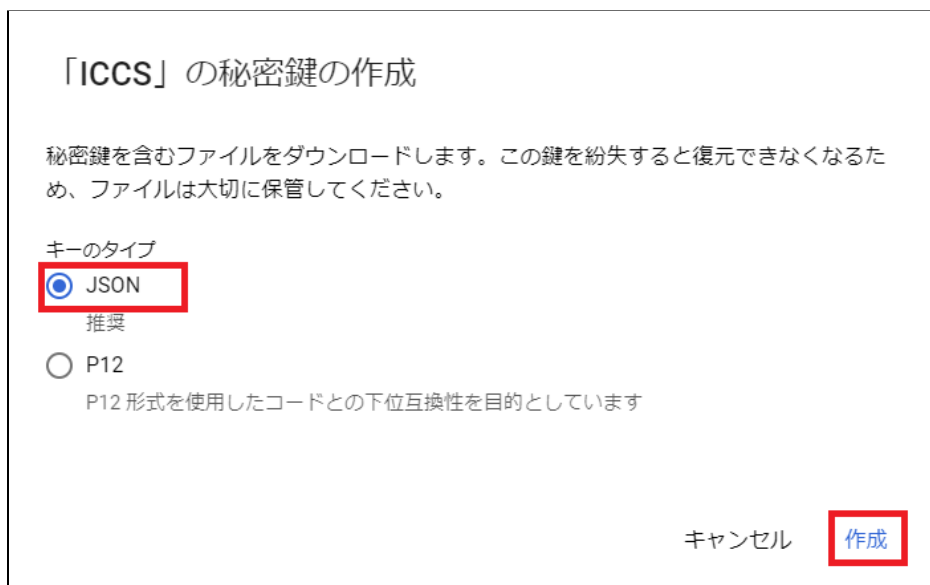 「ICCS」の秘密鍵の作成
秘密鍵を含むファイルをダウンロードします。この鍵を紛失すると復元できなくなるた
め、ファイルは大切に保管してください。
キーのタイプ
JSON
推奨
P12
P12 形式を使用したコードとの下位互換性を目的としています
キャンセル 作成